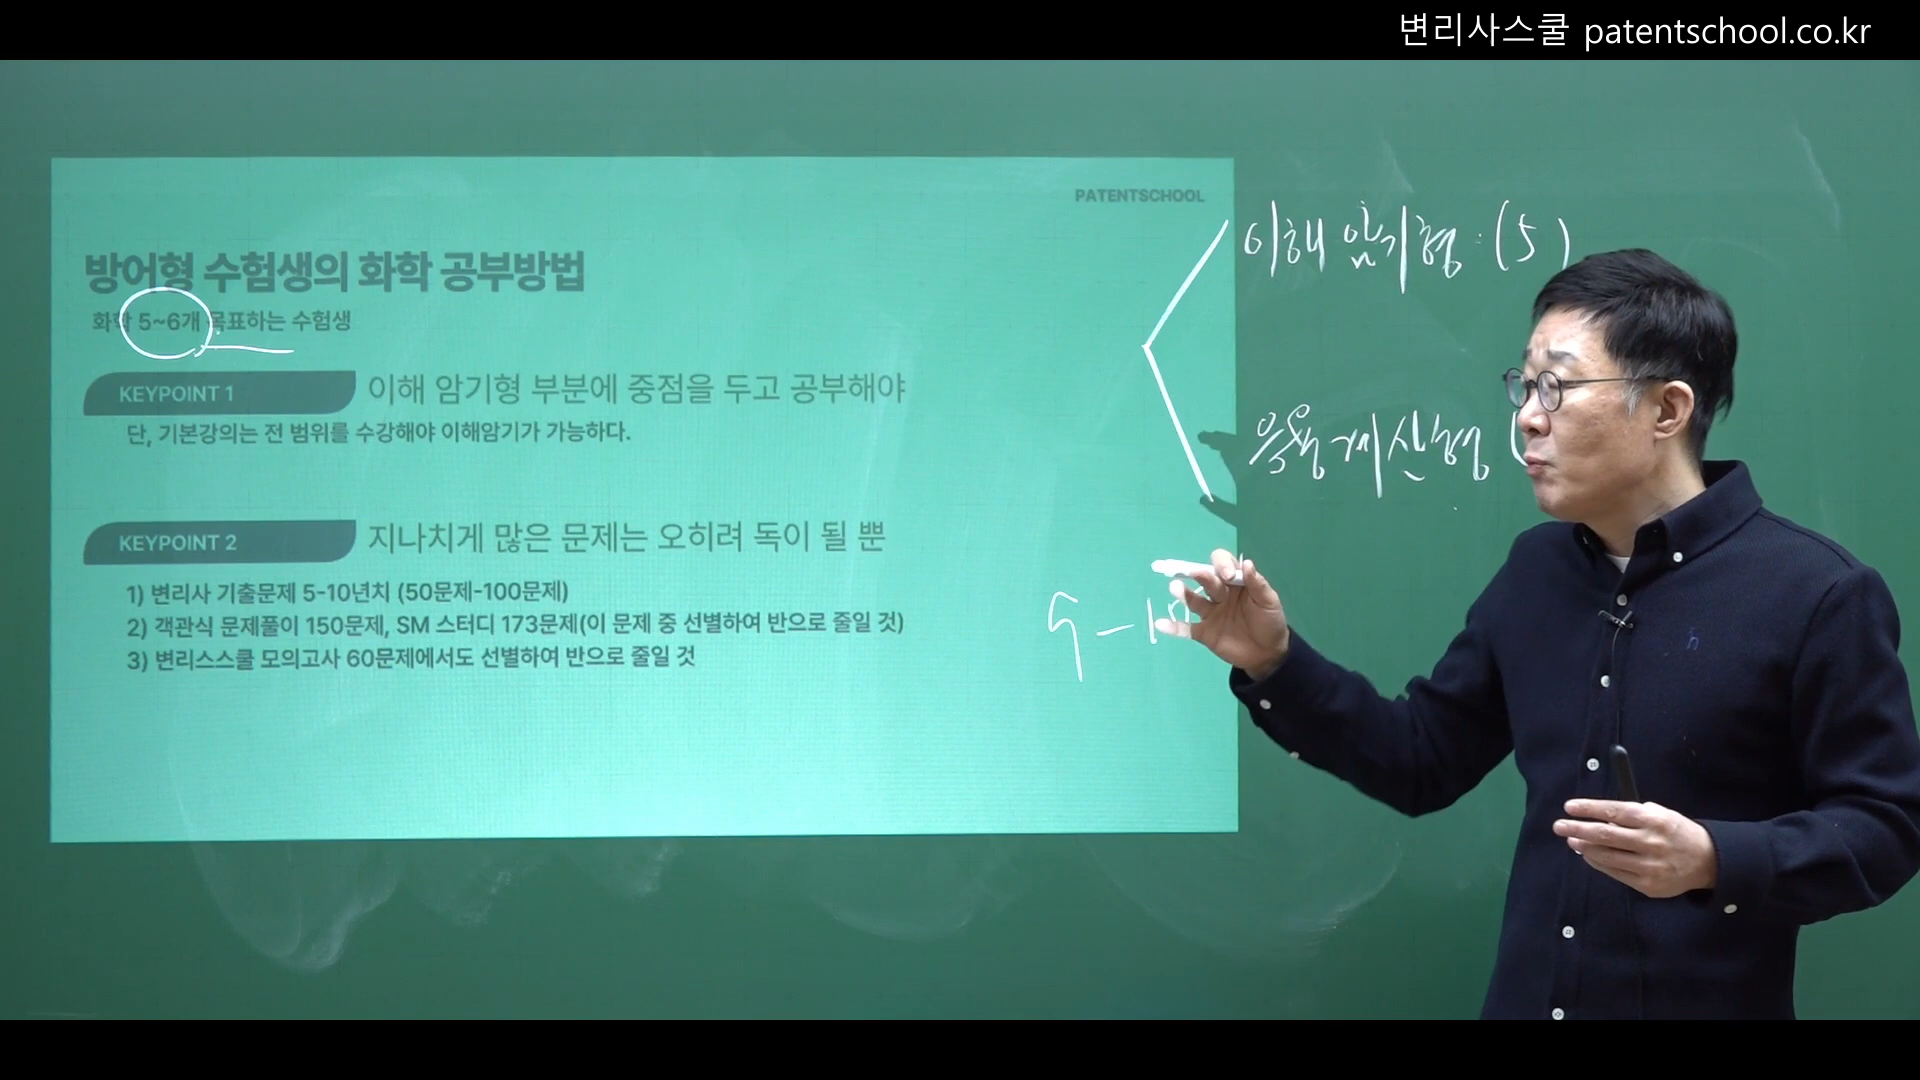 변리사스쿨 patentschool.co.kr
PATENTSCHOOL
방어형 수험생의 화학 공부방법
화학 5~6개 목표하는 수험생
KEYPOINT 1 이해 암기형 부분에 중점을 두고 공부해야
단, 기본강의는 전 범위를 수강해야 이해암기가 가능하다.
KEYPOINT 2 지나치게 많은 문제는 오히려 독이 될 뿐
1) 변리사 기출문제 5-10년치 (50문제-100문제)
2) 객관식 문제풀이 150문제, SM 스터디 173문제(이 문제 중 선별하여 반으로 줄일 것)
3) 변리스스쿨 모의고사 60문제에서도 선별하여 반으로 줄일 것
이해 암기형 : (5)
응용계산형 (